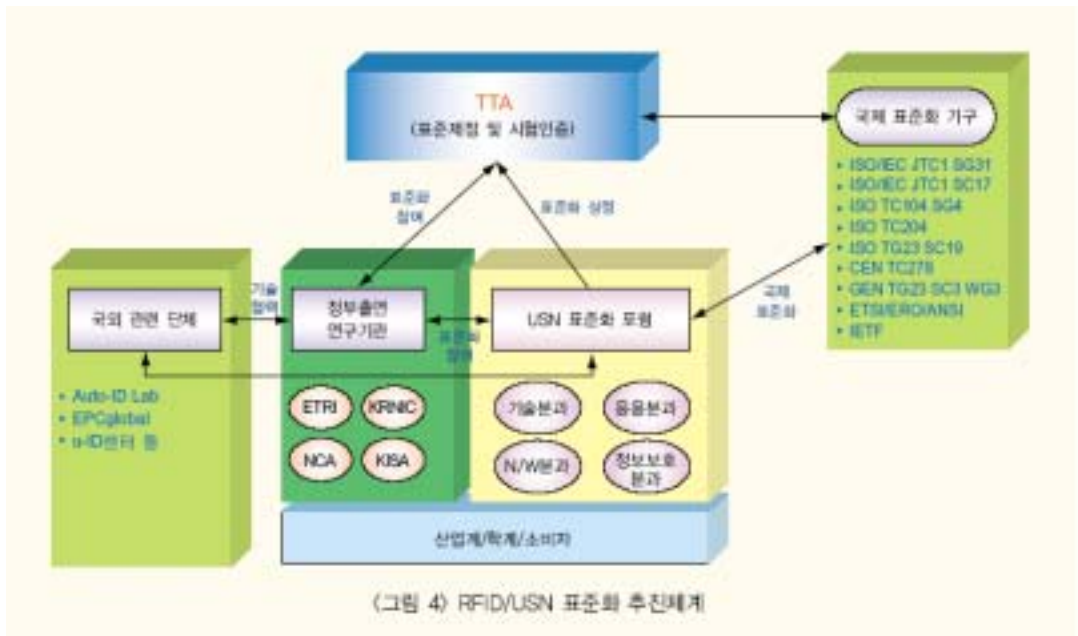 TTA
(표준제정 및 시험인증)
국제 표준화 기구
• ISO/IEC JTC1 SG31
• ISO/IEC JTC1 SC17
• ISO TC104 SG4
• ISO TC204
• ISO TG23 SC19
• CEN TC278
• GEN TG23 SC3 WG3
• ETSI/ERO/ANSI
• IETF
표준화
참여
표준화 상정
국제
표준화
국외 관련 단체
기술
협력
정부출연
연구기관
표준화
참여
USN 표준화 포럼
• Auto-ID Lab
• EPCglobal
• u-ID센터 등
ETRI
KRNIC
NCA
KISA
기술분과
응용분과
N/W분과
정보보호
분과
산업계/학계/소비자
〈그림 4〉 RFID/USN 표준화 추진체계